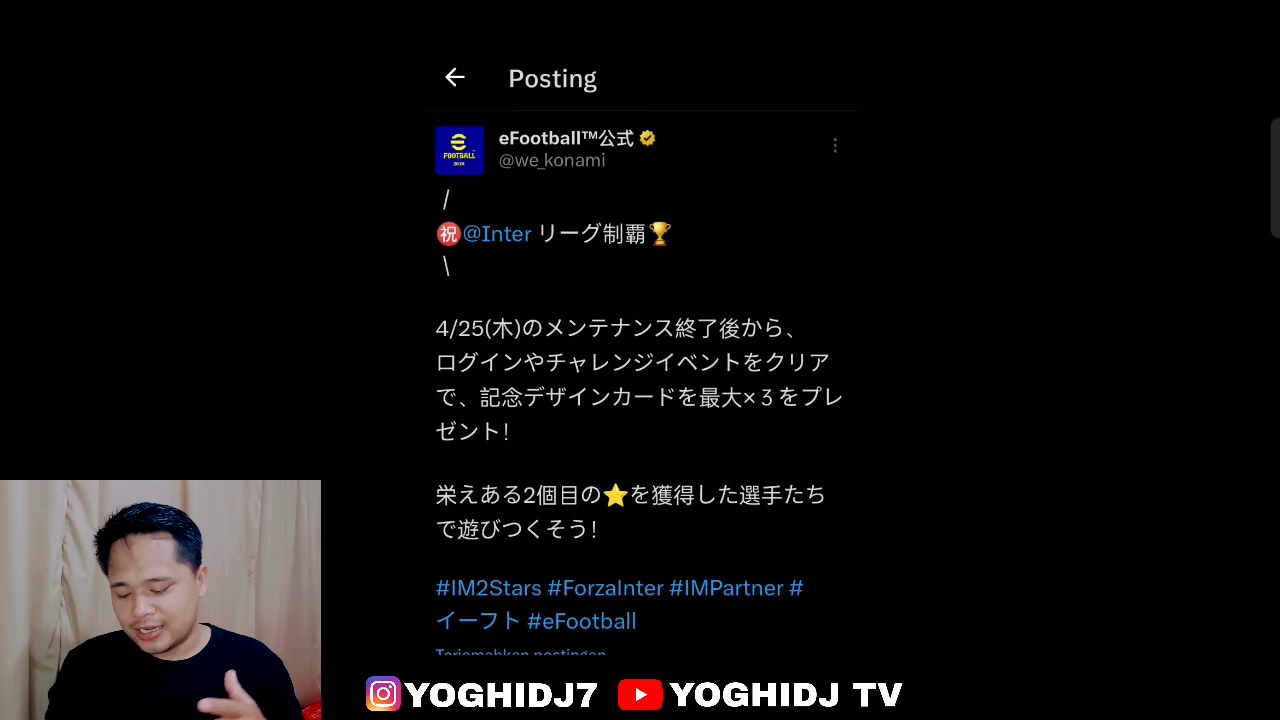 Posting
eFootball™公式
@we_konami
FOOTBALL
2024
/
㊗@Inter リーグ制覇🏆
\
4/25(木)のメンテナンス終了後から、
ログインやチャレンジイベントをクリア
で、記念デザインカードを最大×３をプレ
ゼント！
栄えある2個目の⭐を獲得した選手たち
で遊びつくそう！
#IM2Stars #ForzaInter #IMPartner #
イーフト #eFootball
Terjemahkan postingan
YOGHIDJ7 YOGHIDJ TV